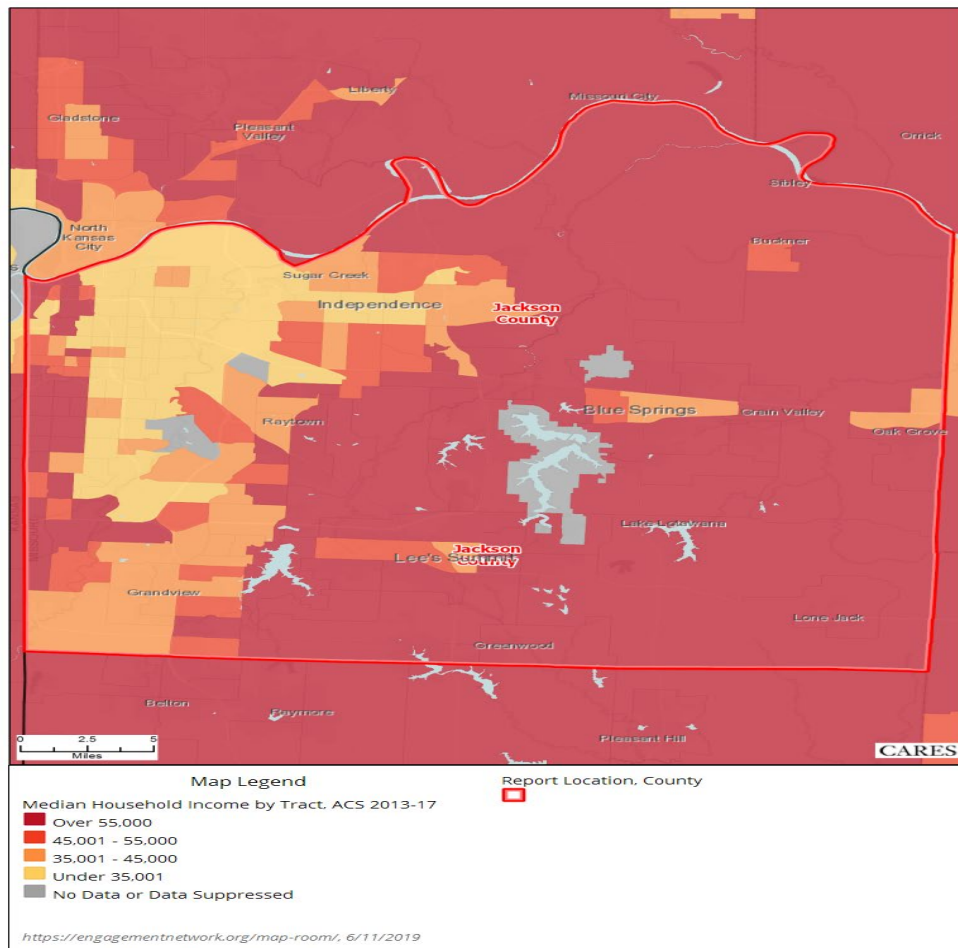 Liberty
Missouri City
Gladstone
Pleasant
Valley
Orrick
Sibley
North
Kansas
City
Buckner
Sugar Creek
Independence
Jackson
County
Blue Springs
Grain Valley
Raytown
Oak Grove
Lake Lotawana
Jackson
County
Lee's Summit
Grandview
Lone Jack
Greenwood
Belton
Raymore
Pleasant Hill
0 2.5 5
Miles
CARES
Map Legend
Report Location, County
Median Household Income by Tract, ACS 2013-17
Over 55,000
45,001 - 55,000
35,001 - 45,000
Under 35,001
No Data or Data Suppressed
https://engagementnetwork.org/map-room/, 6/11/2019